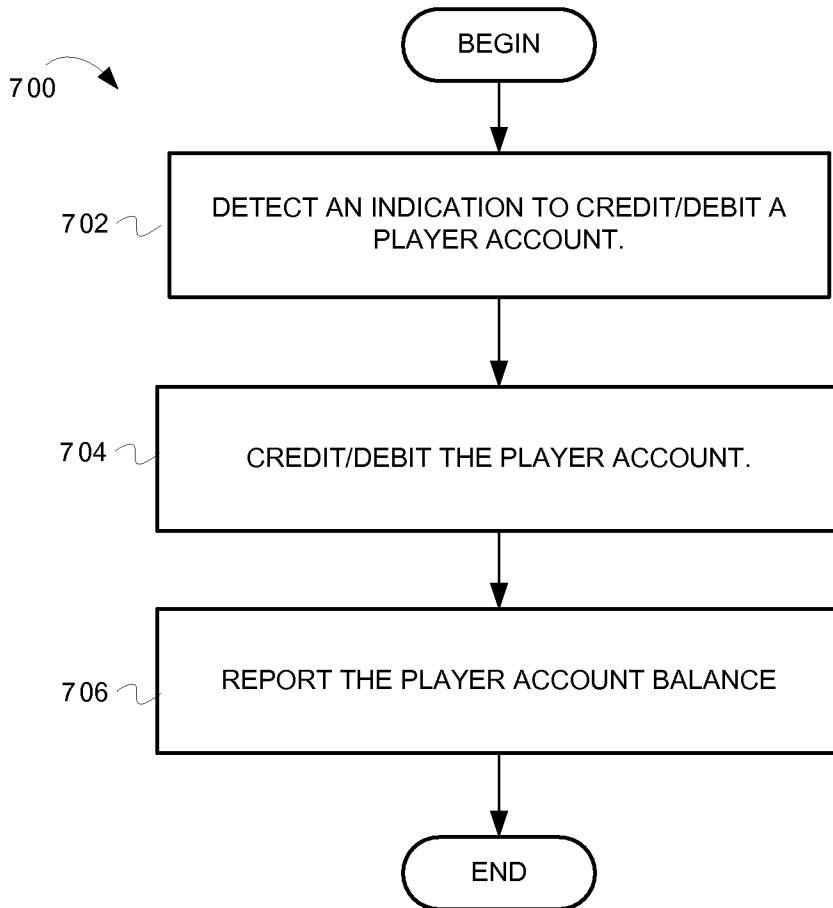 BEGIN
700
702
DETECT AN INDICATION TO CREDIT/DEBIT A
PLAYER ACCOUNT.
704
CREDIT/DEBIT THE PLAYER ACCOUNT.
706
REPORT THE PLAYER ACCOUNT BALANCE
END